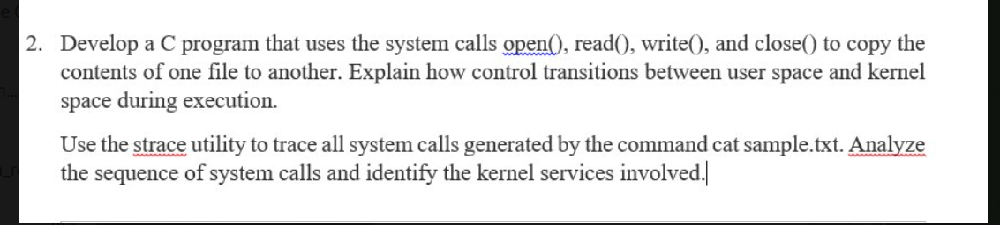 2. Develop a C program that uses the system calls open(), read(), write(), and close() to copy the
contents of one file to another. Explain how control transitions between user space and kernel
space during execution.
Use the strace utility to trace all system calls generated by the command cat sample.txt. Analyze
the sequence of system calls and identify the kernel services involved.